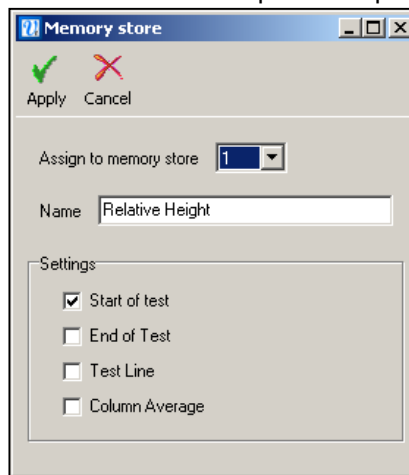 Memory store
Apply Cancel
Assign to memory store 1
Name Relative Height
Settings
Start of test
End of Test
Test Line
Column Average